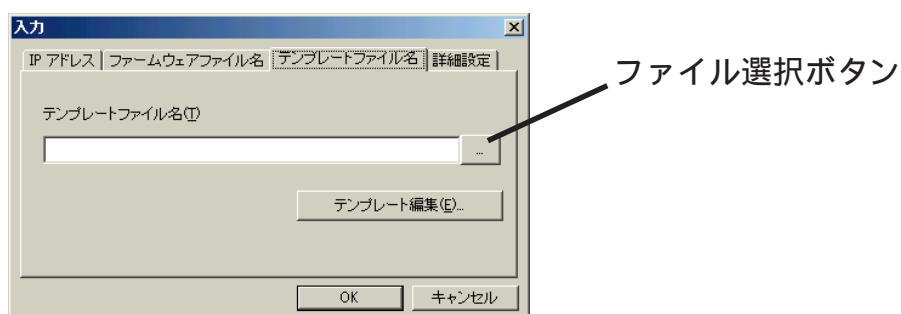 入力
IP アドレス ファームウェアファイル名 テンプレートファイル名 詳細設定
ファイル選択ボタン
テンプレートファイル名(T)
...
テンプレート編集(E)...
OK キャンセル